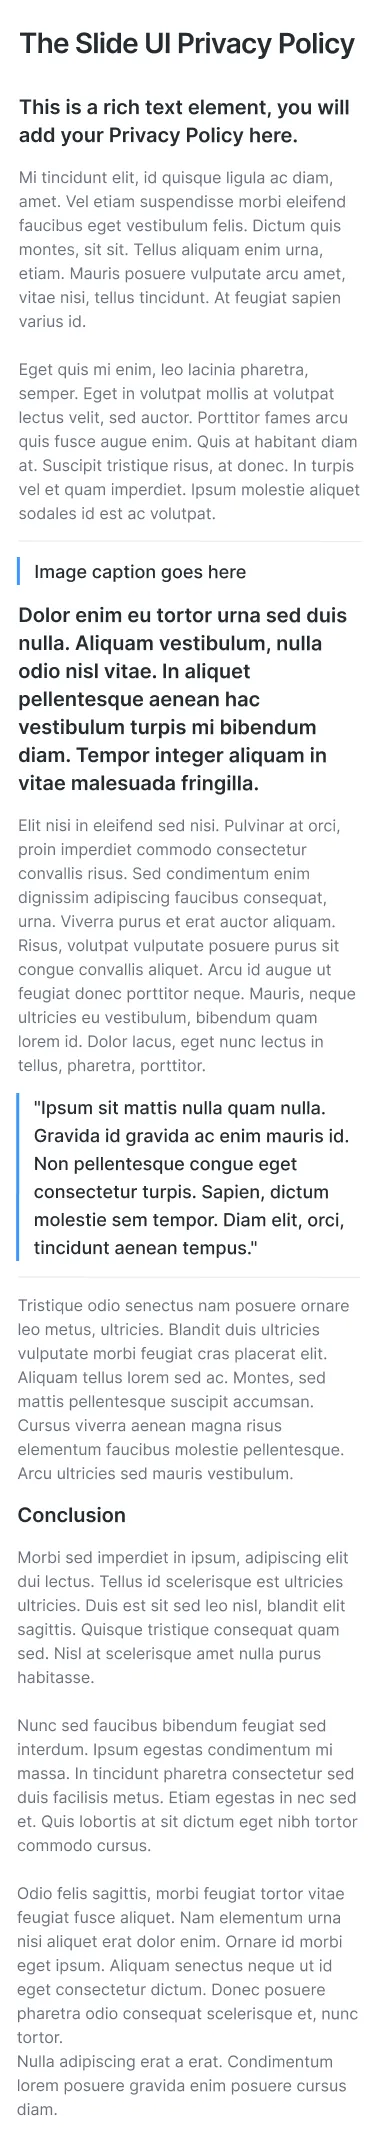 The Slide UI Privacy Policy
This is a rich text element, you will
add your Privacy Policy here.
Mi tincidunt elit, id quisque ligula ac diam,
amet. Vel etiam suspendisse morbi eleifend
faucibus eget vestibulum felis. Dictum quis
montes, sit sit. Tellus aliquam enim urna,
etiam. Mauris posuere vulputate arcu amet,
vitae nisi, tellus tincidunt. At feugiat sapien
varius id.
Eget quis mi enim, leo lacinia pharetra,
semper. Eget in volutpat mollis at volutpat
lectus velit, sed auctor. Porttitor fames arcu
quis fusce augue enim. Quis at habitant diam
at. Suscipit tristique risus, at donec. In turpis
vel et quam imperdiet. Ipsum molestie aliquet
sodales id est ac volutpat.
Image caption goes here
Dolor enim eu tortor urna sed duis
nulla. Aliquam vestibulum, nulla
odio nisl vitae. In aliquet
pellentesque aenean hac
vestibulum turpis mi bibendum
diam. Tempor integer aliquam in
vitae malesuada fringilla.
Elit nisi in eleifend sed nisi. Pulvinar at orci,
proin imperdiet commodo consectetur
convallis risus. Sed condimentum enim
dignissim adipiscing faucibus consequat,
urna. Viverra purus et erat auctor aliquam.
Risus, volutpat vulputate posuere purus sit
congue convallis aliquet. Arcu id augue ut
feugiat donec porttitor neque. Mauris, neque
ultricies eu vestibulum, bibendum quam
lorem id. Dolor lacus, eget nunc lectus in
tellus, pharetra, porttitor.
"Ipsum sit mattis nulla quam nulla.
Gravida id gravida ac enim mauris id.
Non pellentesque congue eget
consectetur turpis. Sapien, dictum
molestie sem tempor. Diam elit, orci,
tincidunt aenean tempus."
Tristique odio senectus nam posuere ornare
leo metus, ultricies. Blandit duis ultricies
vulputate morbi feugiat cras placerat elit.
Aliquam tellus lorem sed ac. Montes, sed
mattis pellentesque suscipit accumsan.
Cursus viverra aenean magna risus
elementum faucibus molestie pellentesque.
Arcu ultricies sed mauris vestibulum.
Conclusion
Morbi sed imperdiet in ipsum, adipiscing elit
dui lectus. Tellus id scelerisque est ultricies
ultricies. Duis est sit sed leo nisl, blandit elit
sagittis. Quisque tristique consequat quam
sed. Nisl at scelerisque amet nulla purus
habitasse.
Nunc sed faucibus bibendum feugiat sed
interdum. Ipsum egestas condimentum mi
massa. In tincidunt pharetra consectetur sed
duis facilisis metus. Etiam egestas in nec sed
et. Quis lobortis at sit dictum eget nibh tortor
commodo cursus.
Odio felis sagittis, morbi feugiat tortor vitae
feugiat fusce aliquet. Nam elementum urna
nisi aliquet erat dolor enim. Ornare id morbi
eget ipsum. Aliquam senectus neque ut id
eget consectetur dictum. Donec posuere
pharetra odio consequat scelerisque et, nunc
tortor.
Nulla adipiscing erat a erat. Condimentum
lorem posuere gravida enim posuere cursus
diam.